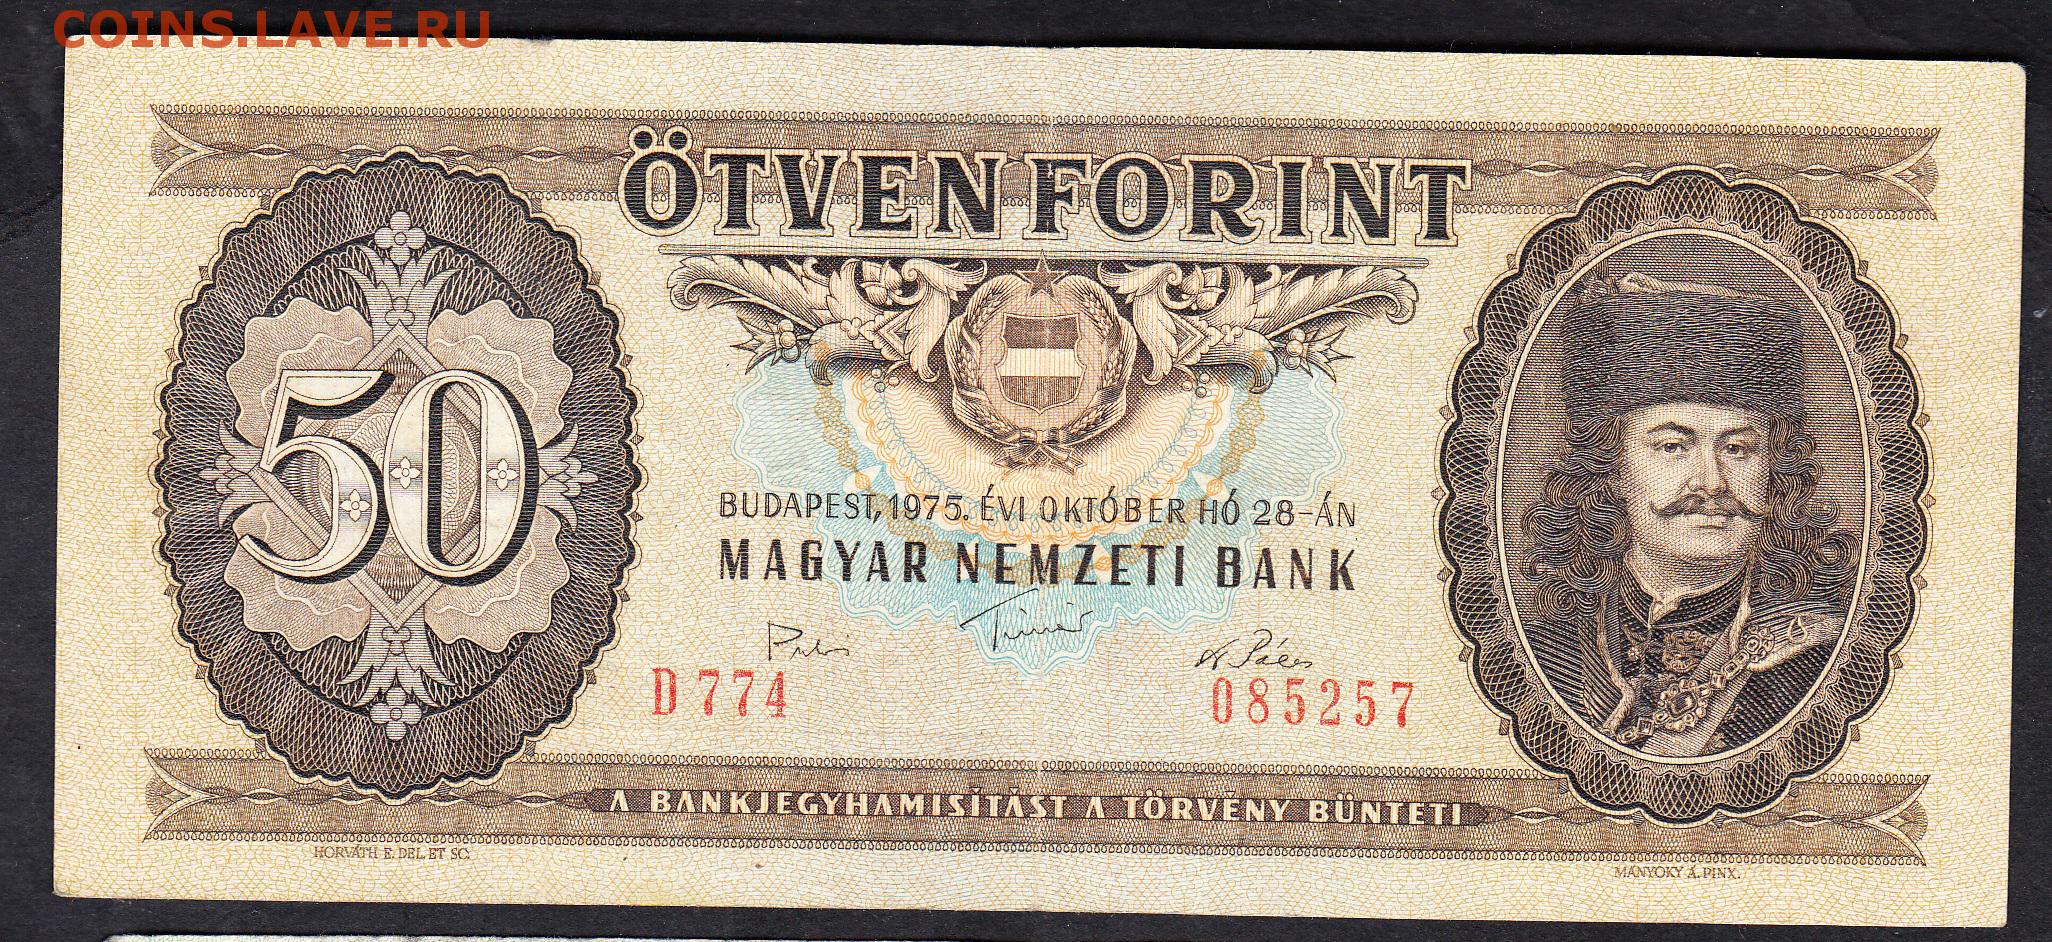 COINS.LAVE.RU
ÖTVEN FORINT
50
BUDAPEST, 1975. ÉVI OKTÓBER HÓ 28-ÁN
MAGYAR NEMZETI BANK
D 774
085257
A BANKJEGYHAMISÍTÁST A TÖRVÉNY BÜNTETI
HORVÁTH E. DEL. ET SC.
MÁNYOKY Á. PINX.